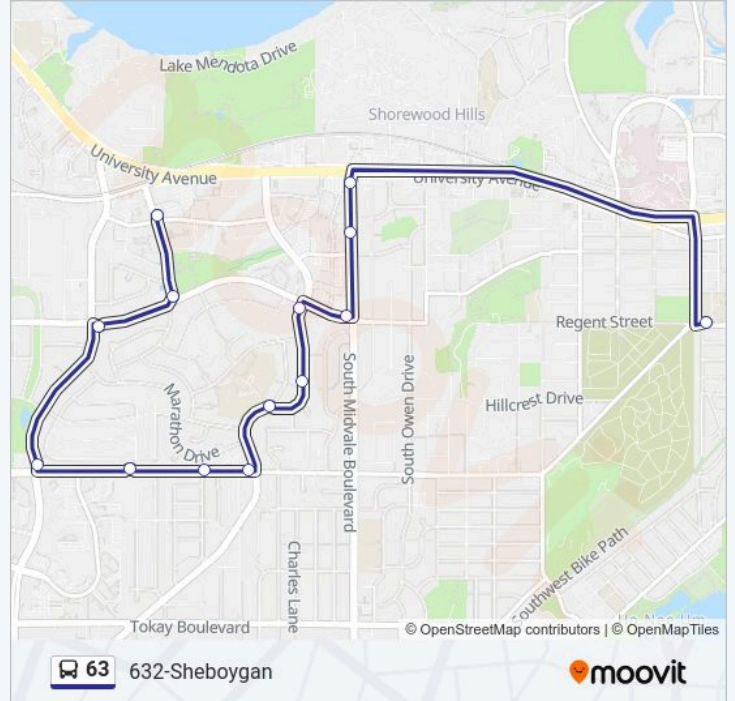 Lake Mendota Drive
Shorewood Hills
University Avenue
University Avenue
Regent Street
Marathon Drive
South Midvale Boulevard
South Owen Drive
Hillcrest Drive
Charles Lane
Southwest Bike Path
Tokay Boulevard
© OpenStreetMap contributors | © OpenMapTiles
63 632-Sheboygan
moovit